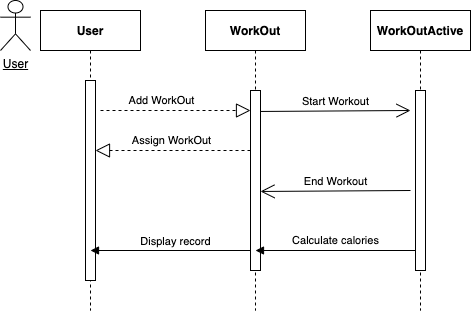 User
WorkOut
WorkOutActive
User
Add WorkOut
Start Workout
Assign WorkOut
End Workout
Display record
Calculate calories